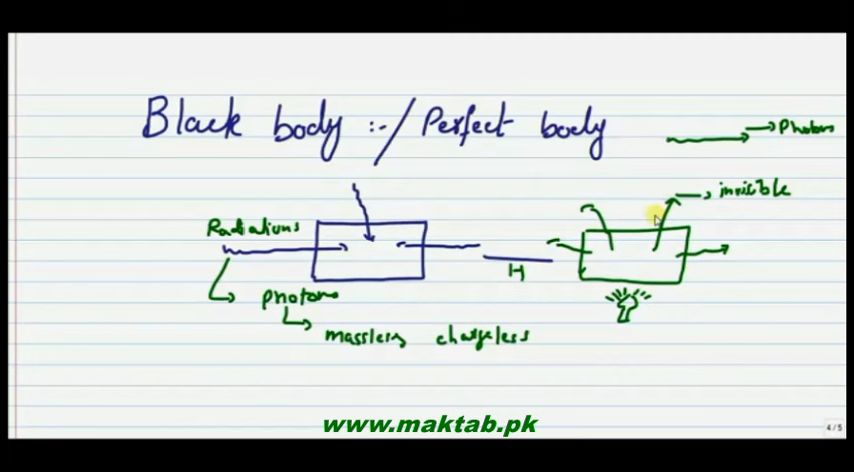 Black body :-/ Perfect body
Photons
invisible
Radiations
H
photons
massless chargeless
www.maktab.pk
4/5